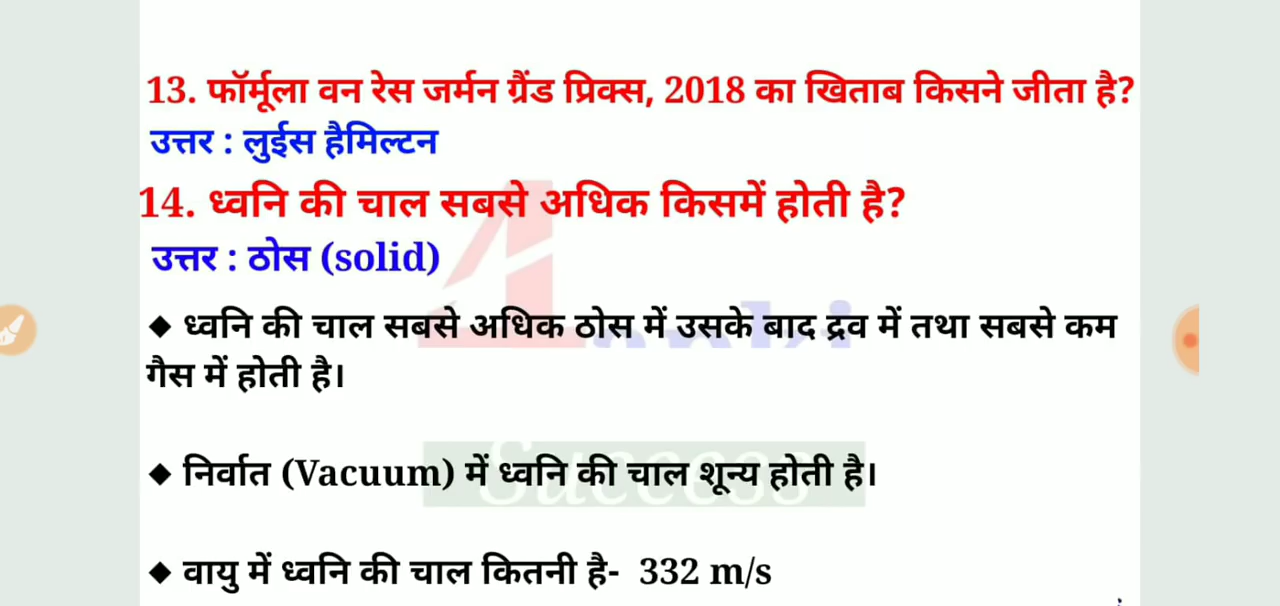 13. फॉर्मूला वन रेस जर्मन ग्रैंड प्रिक्स, 2018 का खिताब किसने जीता है?
उत्तर : लुईस हैमिल्टन
14. ध्वनि की चाल सबसे अधिक किसमें होती है?
उत्तर : ठोस (solid)
◆ ध्वनि की चाल सबसे अधिक ठोस में उसके बाद द्रव में तथा सबसे कम
गैस में होती है।
◆ निर्वात (Vacuum) में ध्वनि की चाल शून्य होती है।
Success
◆ वायु में ध्वनि की चाल कितनी है- 332 m/s